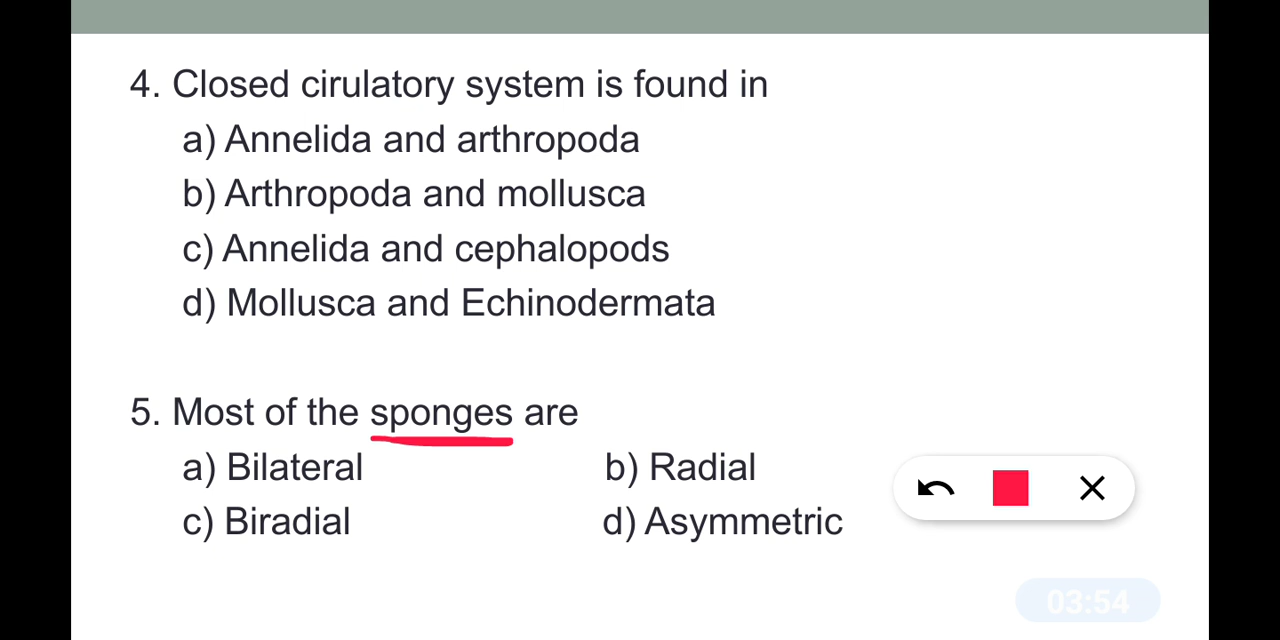 4. Closed cirulatory system is found in
a) Annelida and arthropoda
b) Arthropoda and mollusca
c) Annelida and cephalopods
d) Mollusca and Echinodermata
5. Most of the sponges are
a) Bilateral b) Radial
c) Biradial d) Asymmetric
03:54